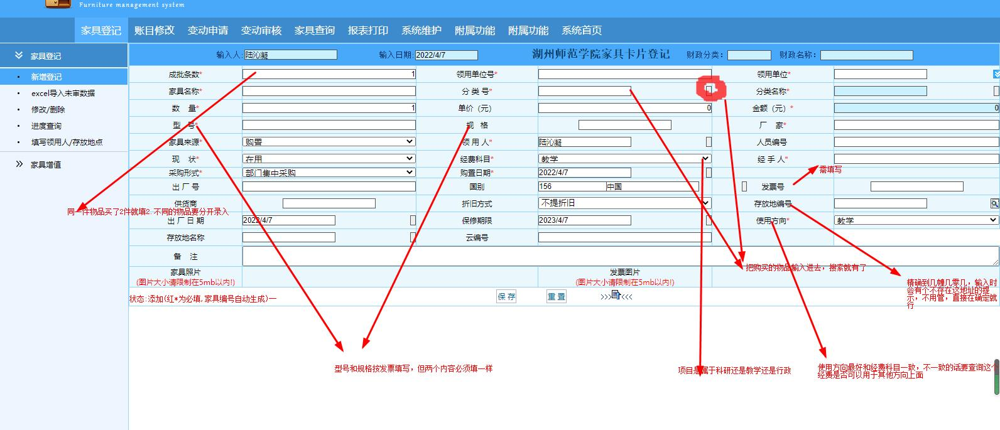 Furniture management system
家具登记 账目修改 变动申请 变动审核 家具查询 报表打印 系统维护 附属功能 附属功能 系统首页
家具登记
新增登记
excel导入未审数据
修改/删除
进度查询
填写领用人/存放地点
家具增值
输入人: 陆沁凝 输入日期: 2022/4/7 湖州师范学院家具卡片登记 财政分类: 财政名称:
成批条数* 1 领用单位号* 领用单位*
家具名称* 分 类 号* 分类名称*
数 量* 1 单价（元） 0 金额（元）* 0
型 号* 规 格 厂 家*
家具来源* 购置 领 用 人* 陆沁凝 人员编号
现 状* 在用 经费科目* 教学 经 手 人*
采购形式* 部门集中采购 购置日期* 2022/4/7
需填写
出 厂 号 国别 156 中国 发票号
供货商 折旧方式 不提折旧 存放地编号
同一件物品买了2件就填2. 不同的物品要分开录入
出 厂 日 期 2022/4/7 保修期限 2023/4/7 使用方向* 教学
存放地名称 云编号
备 注
把购买的物品输入进去，搜索就有了
家具照片 发票图片
(图片大小请限制在5mb以内!) (图片大小请限制在5mb以内!)
精确到几幢几零几，输入时
会有个不存在这地址的提
示，不用管，直接在确定就
行
状态:添加(红*为必填,家具编号自动生成)一 保 存 重 置 >>> <<<
型号和规格按发票填写，但两个内容必须填一样
项目是属于科研还是教学还是行政
使用方向最好和经费科目一致，不一致的话要查询这个
经费是否可以用于其他方向上面